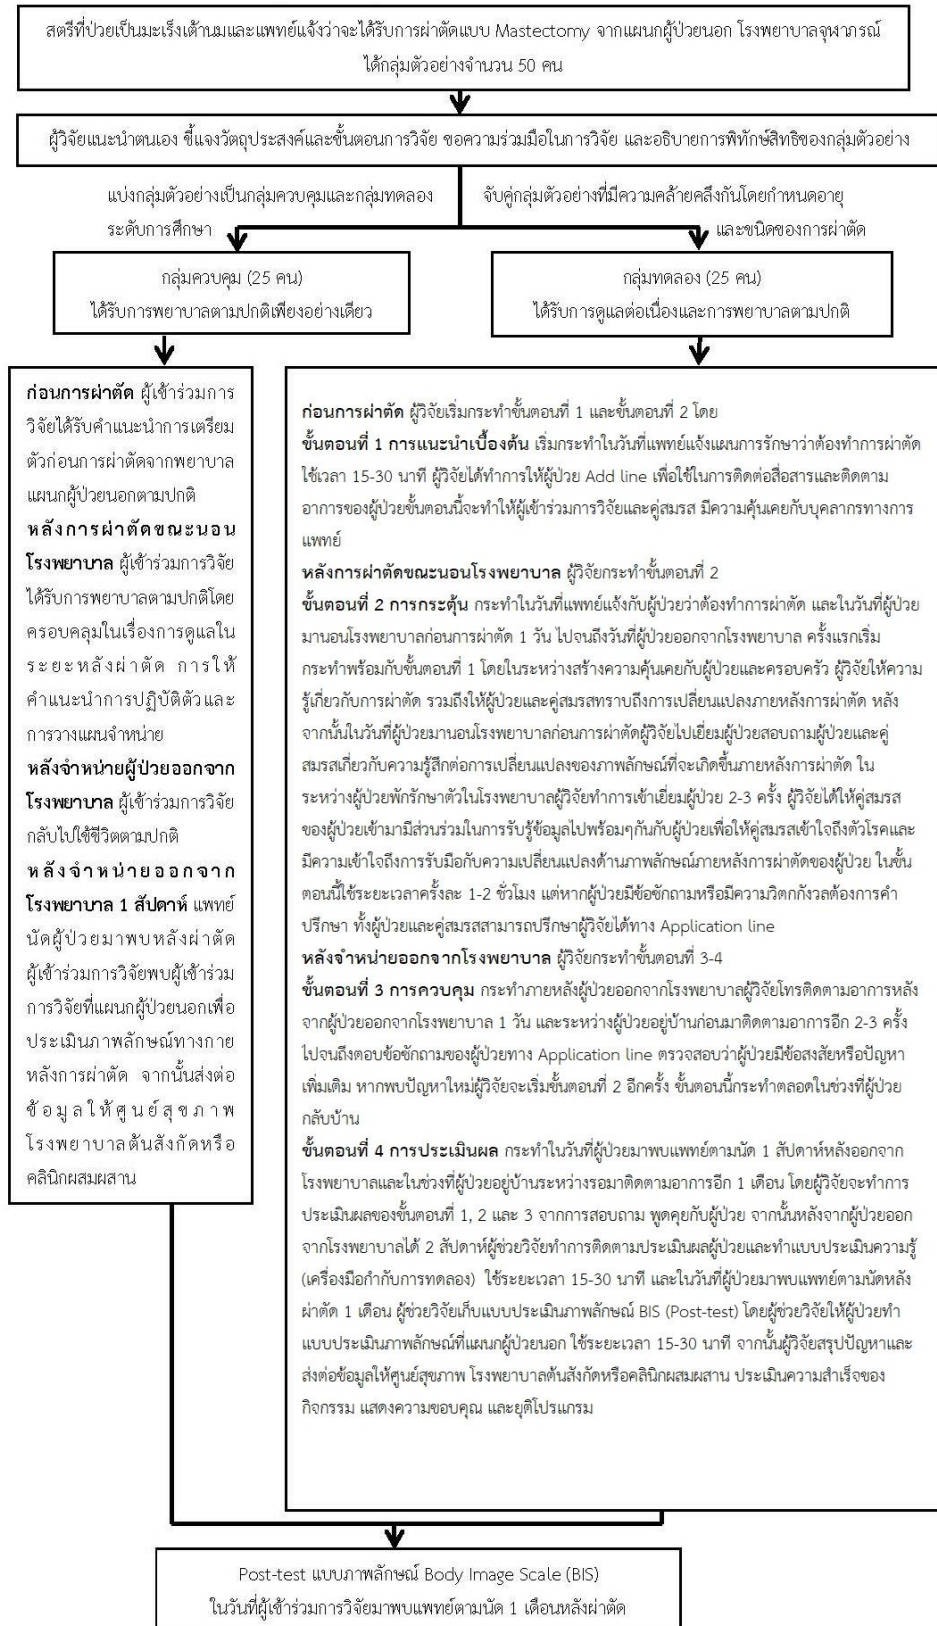 สตรีที่ป่วยเป็นมะเร็งเต้านมและแพทย์แจ้งว่าจะได้รับการผ่าตัดแบบ Mastectomy จากแผนกผู้ป่วยนอก โรงพยาบาลจุฬาภรณ์
ได้กลุ่มตัวอย่างจำนวน 50 คน
ผู้วิจัยแนะนำตนเอง ชี้แจงวัตถุประสงค์และขั้นตอนการวิจัย ขอความร่วมมือในการวิจัย และอธิบายการพิทักษ์สิทธิของกลุ่มตัวอย่าง
แบ่งกลุ่มตัวอย่างเป็นกลุ่มควบคุมและกลุ่มทดลอง
จับคู่กลุ่มตัวอย่างที่มีความคล้ายคลึงกันโดยกำหนดอายุ
ระดับการศึกษา
และชนิดของการผ่าตัด
กลุ่มควบคุม (25 คน)
ได้รับการพยาบาลตามปกติเพียงอย่างเดียว
กลุ่มทดลอง (25 คน)
ได้รับการดูแลต่อเนื่องและการพยาบาลตามปกติ
ก่อนการผ่าตัด ผู้เข้าร่วมการ
วิจัยได้รับคำแนะนำการเตรียม
ตัวก่อนการผ่าตัดจากพยาบาล
แผนกผู้ป่วยนอกตามปกติ
หลังการผ่าตัดขณะนอน
โรงพยาบาล ผู้เข้าร่วมการวิจัย
ได้รับการพยาบาลตามปกติโดย
ครอบคลุมในเรื่องการดูแลใน
ระยะหลังผ่าตัด การให้
คำแนะนำการปฏิบัติตัวและ
การวางแผนจำหน่าย
หลังจำหน่ายผู้ป่วยออกจาก
โรงพยาบาล ผู้เข้าร่วมการวิจัย
กลับไปใช้ชีวิตตามปกติ
หลังจำหน่ายออกจาก
โรงพยาบาล 1 สัปดาห์ แพทย์
นัดผู้ป่วยมาพบหลังผ่าตัด
ผู้เข้าร่วมการวิจัยพบผู้เข้าร่วม
การวิจัยที่แผนกผู้ป่วยนอกเพื่อ
ประเมินภาพลักษณ์ทางกาย
หลังการผ่าตัด จากนั้นส่งต่อ
ข้อมูลให้ศูนย์สุขภาพ
โรงพยาบาลต้นสังกัดหรือ
คลินิกผสมผสาน
ก่อนการผ่าตัด ผู้วิจัยเริ่มกระทำขั้นตอนที่ 1 และขั้นตอนที่ 2 โดย
ขั้นตอนที่ 1 การแนะนำเบื้องต้น เริ่มกระทำในวันที่แพทย์แจ้งแผนการรักษาว่าต้องทำการผ่าตัด
ใช้เวลา 15-30 นาที ผู้วิจัยได้ทำการให้ผู้ป่วย Add line เพื่อใช้ในการติดต่อสื่อสารและติดตาม
อาการของผู้ป่วยขั้นตอนนี้จะทำให้ผู้เข้าร่วมการวิจัยและคู่สมรส มีความคุ้นเคยกับบุคลากรทางการ
แพทย์
หลังการผ่าตัดขณะนอนโรงพยาบาล ผู้วิจัยกระทำขั้นตอนที่ 2
ขั้นตอนที่ 2 การกระตุ้น กระทำในวันที่แพทย์แจ้งกับผู้ป่วยว่าต้องทำการผ่าตัด และในวันที่ผู้ป่วย
มานอนโรงพยาบาลก่อนการผ่าตัด 1 วัน ไปจนถึงวันที่ผู้ป่วยออกจากโรงพยาบาล ครั้งแรกเริ่ม
กระทำพร้อมกับขั้นตอนที่ 1 โดยในระหว่างสร้างความคุ้นเคยกับผู้ป่วยและครอบครัว ผู้วิจัยให้ความ
รู้เกี่ยวกับการผ่าตัด รวมถึงให้ผู้ป่วยและคู่สมรสทราบถึงการเปลี่ยนแปลงภายหลังการผ่าตัด หลัง
จากนั้นในวันที่ผู้ป่วยมานอนโรงพยาบาลก่อนการผ่าตัดผู้วิจัยไปเยี่ยมผู้ป่วยสอบถามผู้ป่วยและคู่
สมรสเกี่ยวกับความรู้สึกต่อการเปลี่ยนแปลงของภาพลักษณ์ที่จะเกิดขึ้นภายหลังการผ่าตัด ใน
ระหว่างผู้ป่วยพักรักษาตัวในโรงพยาบาลผู้วิจัยทำการเข้าเยี่ยมผู้ป่วย 2-3 ครั้ง ผู้วิจัยได้ให้คู่สมรส
ของผู้ป่วยเข้ามามีส่วนร่วมในการรับรู้ข้อมูลไปพร้อมๆกันกับผู้ป่วยเพื่อให้คู่สมรสเข้าใจถึงตัวโรคและ
มีความเข้าใจถึงการรับมือกับความเปลี่ยนแปลงด้านภาพลักษณ์ภายหลังการผ่าตัดของผู้ป่วย ในขั้น
ตอนนี้ใช้ระยะเวลาครั้งละ 1-2 ชั่วโมง แต่หากผู้ป่วยมีข้อซักถามหรือมีความวิตกกังวลต้องการคำ
ปรึกษา ทั้งผู้ป่วยและคู่สมรสสามารถปรึกษาผู้วิจัยได้ทาง Application line
หลังจำหน่ายออกจากโรงพยาบาล ผู้วิจัยกระทำขั้นตอนที่ 3-4
ขั้นตอนที่ 3 การควบคุม กระทำภายหลังผู้ป่วยออกจากโรงพยาบาลผู้วิจัยโทรติดตามอาการหลัง
จากผู้ป่วยออกจากโรงพยาบาล 1 วัน และระหว่างผู้ป่วยอยู่บ้านก่อนมาติดตามอาการอีก 2-3 ครั้ง
ไปจนถึงตอบข้อซักถามของผู้ป่วยทาง Application line ตรวจสอบว่าผู้ป่วยมีข้อสงสัยหรือปัญหา
เพิ่มเติม หากพบปัญหาใหม่ผู้วิจัยจะเริ่มขั้นตอนที่ 2 อีกครั้ง ขั้นตอนนี้กระทำตลอดในช่วงที่ผู้ป่วย
กลับบ้าน
ขั้นตอนที่ 4 การประเมินผล กระทำในวันที่ผู้ป่วยมาพบแพทย์ตามนัด 1 สัปดาห์หลังออกจาก
โรงพยาบาลและในช่วงที่ผู้ป่วยอยู่บ้านระหว่างรอมาติดตามอาการอีก 1 เดือน โดยผู้วิจัยจะทำการ
ประเมินผลของขั้นตอนที่ 1, 2 และ 3 จากการสอบถาม พูดคุยกับผู้ป่วย จากนั้นหลังจากผู้ป่วยออก
จากโรงพยาบาลได้ 2 สัปดาห์ผู้ช่วยวิจัยทำการติดตามประเมินผลผู้ป่วยและทำแบบประเมินความรู้
(เครื่องมือกำกับการทดลอง) ใช้ระยะเวลา 15-30 นาที และในวันที่ผู้ป่วยมาพบแพทย์ตามนัดหลัง
ผ่าตัด 1 เดือน ผู้ช่วยวิจัยเก็บแบบประเมินภาพลักษณ์ BIS (Post-test) โดยผู้ช่วยวิจัยให้ผู้ป่วยทำ
แบบประเมินภาพลักษณ์ที่แผนกผู้ป่วยนอก ใช้ระยะเวลา 15-30 นาที จากนั้นผู้วิจัยสรุปปัญหาและ
ส่งต่อข้อมูลให้ศูนย์สุขภาพ โรงพยาบาลต้นสังกัดหรือคลินิกผสมผสาน ประเมินความสำเร็จของ
กิจกรรม แสดงความขอบคุณ และยุติโปรแกรม
Post-test แบบภาพลักษณ์ Body Image Scale (BIS)
ในวันที่ผู้เข้าร่วมการวิจัยมาพบแพทย์ตามนัด 1 เดือนหลังผ่าตัด